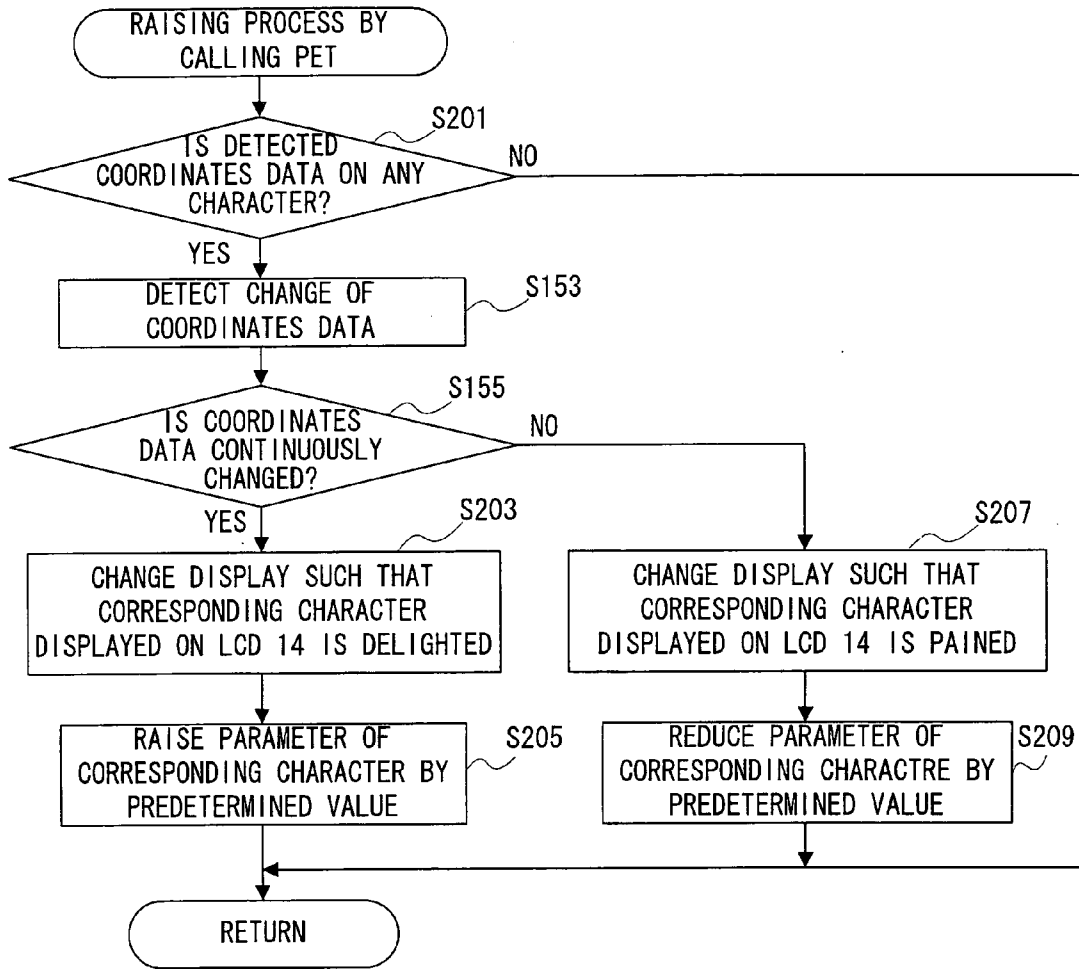 RAISING PROCESS BY
CALLING PET
S201
IS DETECTED
COORDINATES DATA ON ANY
CHARACTER?
NO
YES
DETECT CHANGE OF
COORDINATES DATA
S153
S155
IS COORDINATES
DATA CONTINUOUSLY
CHANGED?
NO
YES
S203
CHANGE DISPLAY SUCH THAT
CORRESPONDING CHARACTER
DISPLAYED ON LCD 14 IS DELIGHTED
S207
CHANGE DISPLAY SUCH THAT
CORRESPONDING CHARACTER
DISPLAYED ON LCD 14 IS PAINED
RAISE PARAMETER OF
CORRESPONDING CHARACTER BY
PREDETERMINED VALUE
S205
REDUCE PARAMETER OF
CORRESPONDING CHARACTRE BY
PREDETERMINED VALUE
S209
RETURN